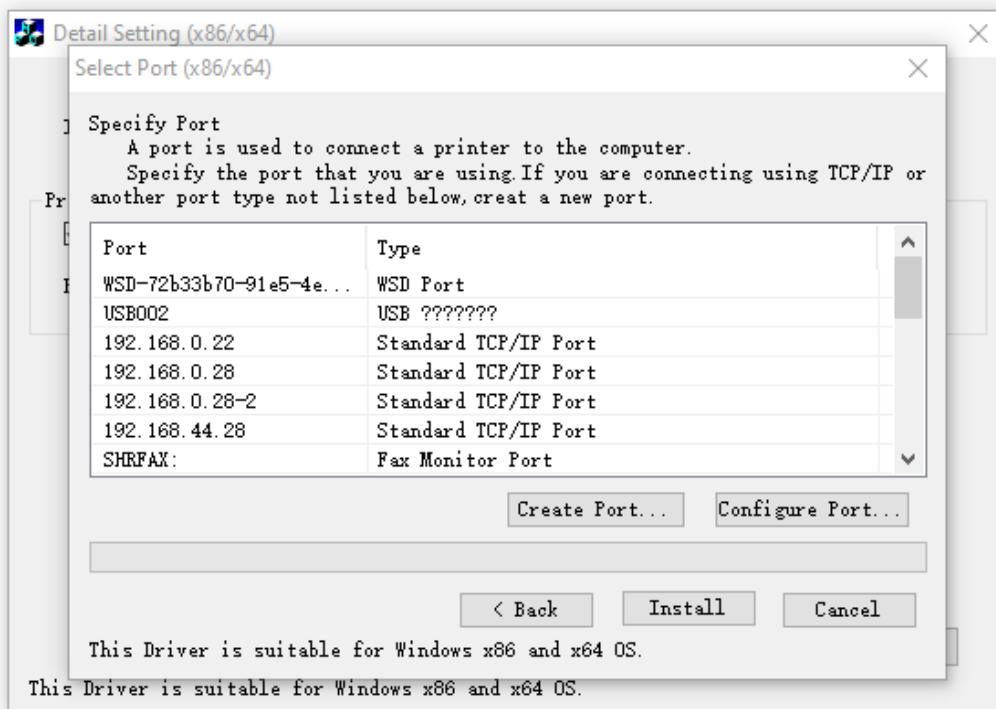 Detail Setting (x86/x64)
Select Port (x86/x64)
Specify Port
A port is used to connect a printer to the computer.
Specify the port that you are using.If you are connecting using TCP/IP or
another port type not listed below,creat a new port.
Pr
Port Type
WSD-72b33b70-91e5-4e... WSD Port
USB002 USB ???????
192.168.0.22 Standard TCP/IP Port
192.168.0.28 Standard TCP/IP Port
192.168.0.28-2 Standard TCP/IP Port
192.168.44.28 Standard TCP/IP Port
SHRFAX: Fax Monitor Port
Create Port... Configure Port...
< Back Install Cancel
This Driver is suitable for Windows x86 and x64 OS.
This Driver is suitable for Windows x86 and x64 OS.